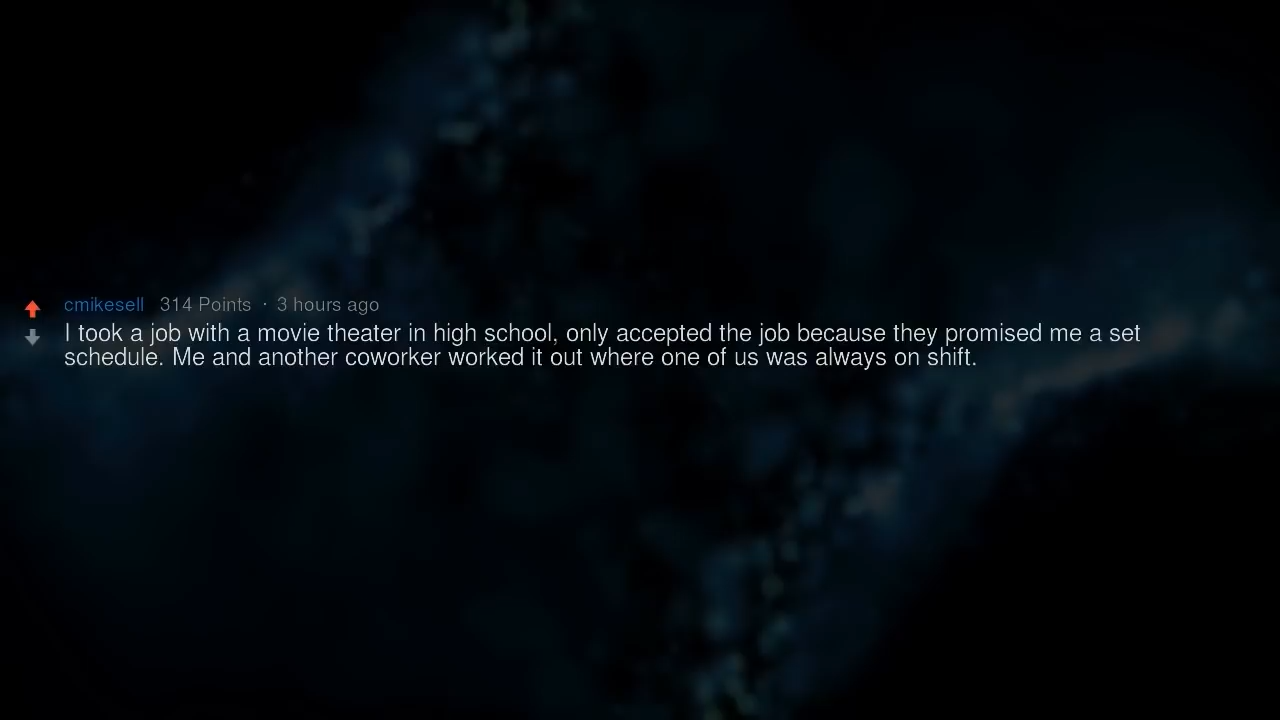 cmikesell 314 Points · 3 hours ago
I took a job with a movie theater in high school, only accepted the job because they promised me a set
schedule. Me and another coworker worked it out where one of us was always on shift.